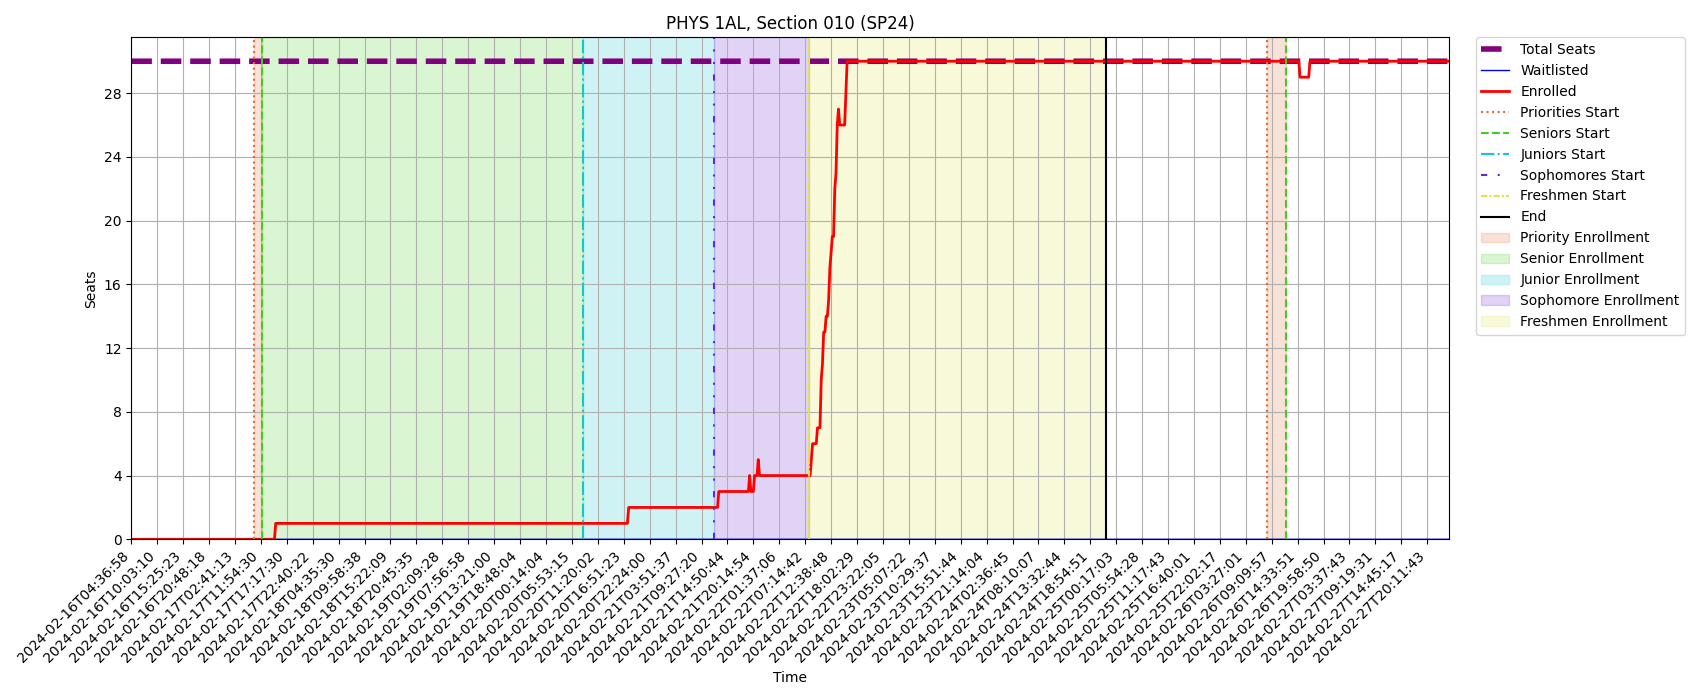 PHYS 1AL, Section 010 (SP24)
Total Seats
Waitlisted
Enrolled
Priorities Start
Seniors Start
Juniors Start
Sophomores Start
Freshmen Start
End
Priority Enrollment
Senior Enrollment
Junior Enrollment
Sophomore Enrollment
Freshmen Enrollment
Seats
28
24
20
16
12
8
4
0
2024-02-16T04:36:58
2024-02-16T10:03:10
2024-02-16T15:25:23
2024-02-16T20:48:18
2024-02-17T02:41:13
2024-02-17T11:54:30
2024-02-17T17:17:30
2024-02-17T22:40:22
2024-02-18T04:35:30
2024-02-18T09:58:38
2024-02-18T15:22:09
2024-02-18T20:45:35
2024-02-19T02:09:28
2024-02-19T07:56:58
2024-02-19T13:21:00
2024-02-19T18:48:04
2024-02-20T00:14:04
2024-02-20T05:53:15
2024-02-20T11:20:02
2024-02-20T16:51:23
2024-02-20T22:24:00
2024-02-21T03:51:37
2024-02-21T09:27:20
2024-02-21T14:50:44
2024-02-21T20:14:54
2024-02-22T01:37:06
2024-02-22T07:14:42
2024-02-22T12:38:48
2024-02-22T18:02:29
2024-02-22T23:22:05
2024-02-23T05:07:22
2024-02-23T10:29:37
2024-02-23T15:51:44
2024-02-23T21:14:04
2024-02-24T02:36:45
2024-02-24T08:10:07
2024-02-24T13:32:44
2024-02-24T18:54:51
2024-02-25T00:17:03
2024-02-25T05:54:28
2024-02-25T11:17:43
2024-02-25T16:40:01
2024-02-25T22:02:17
2024-02-26T03:27:01
2024-02-26T09:09:57
2024-02-26T14:33:51
2024-02-26T19:58:50
2024-02-27T03:37:43
2024-02-27T09:19:31
2024-02-27T14:45:17
2024-02-27T20:11:43
Time